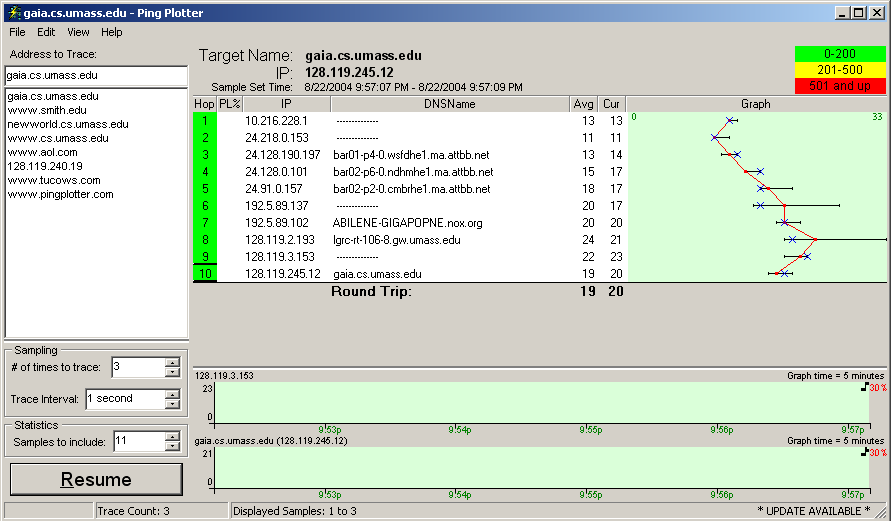 gaia.cs.umass.edu - Ping Plotter
File Edit View Help
Address to Trace:
gaia.cs.umass.edu
gaia.cs.umass.edu
www.smith.edu
newworld.cs.umass.edu
www.cs.umass.edu
www.aol.com
128.119.240.19
www.tucows.com
www.pingplotter.com
Sampling
# of times to trace: 3
Trace Interval: 1 second
Statistics
Samples to include: 11
Resume
Target Name: gaia.cs.umass.edu
IP: 128.119.245.12
Sample Set Time: 8/22/2004 9:57:07 PM - 8/22/2004 9:57:09 PM
0-200
201-500
501 and up
Hop PL% IP DNSName Avg Cur Graph
0 33
1 10.216.228.1 -------------- 13 13
2 24.218.0.153 -------------- 11 11
3 24.128.190.197 bar01-p4-0.wsfdhe1.ma.attbb.net 13 14
4 24.128.0.101 bar02-p6-0.ndhmhe1.ma.attbb.net 15 17
5 24.91.0.157 bar02-p2-0.cmbrhe1.ma.attbb.net 18 17
6 192.5.89.137 -------------- 20 17
7 192.5.89.102 ABILENE-GIGAPOPNE.nox.org 20 20
8 128.119.2.193 lgrc-rt-106-8.gw.umass.edu 24 21
9 128.119.3.153 -------------- 22 23
10 128.119.245.12 gaia.cs.umass.edu 19 20
Round Trip: 19 20
128.119.3.153 Graph time = 5 minutes
23 30%
0
9:53p 9:54p 9:55p 9:56p 9:57p
gaia.cs.umass.edu (128.119.245.12) Graph time = 5 minutes
21 30%
0
9:53p 9:54p 9:55p 9:56p 9:57p
Trace Count: 3 Displayed Samples: 1 to 3 * UPDATE AVAILABLE *